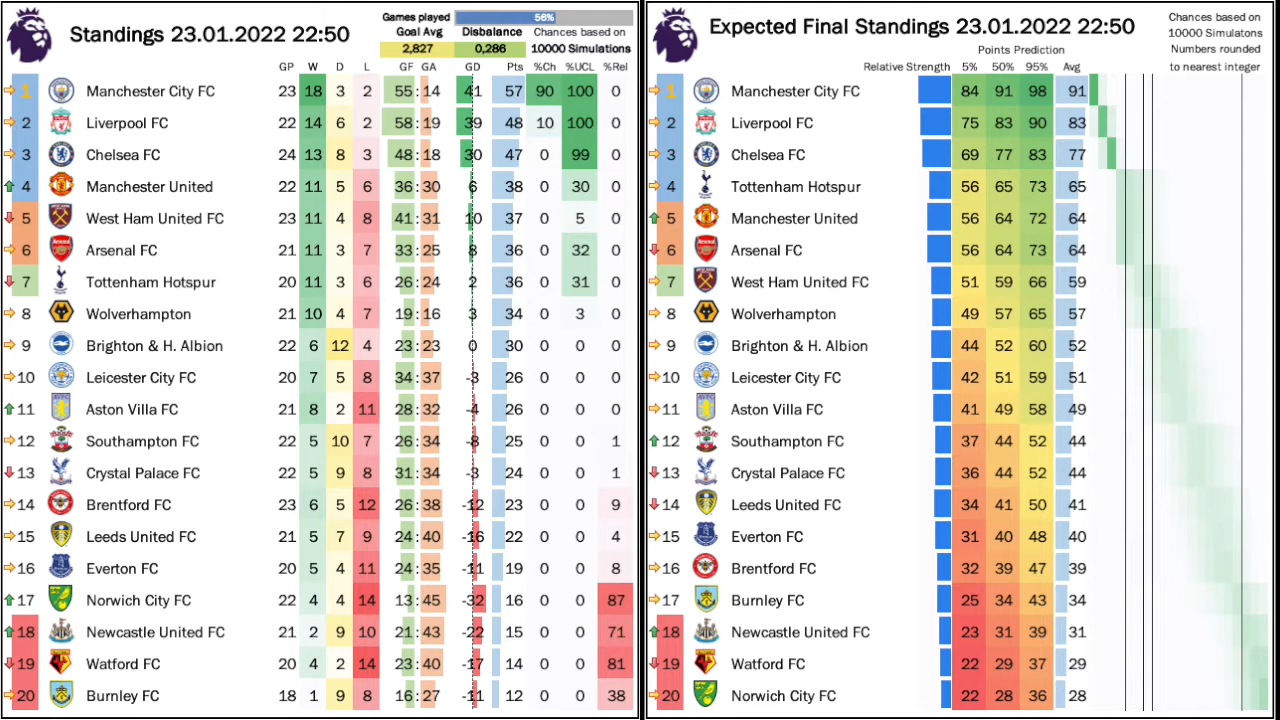 Games played 56%
Standings 23.01.2022 22:50 Goal Avg Disbalance Chances based on
2,827 0,286 10000 Simulations
GP W D L GF GA GD Pts %Ch %UCL %Rel
1 Manchester City FC 23 18 3 2 55:14 41 57 90 100 0
2 Liverpool FC 22 14 6 2 58:19 39 48 10 100 0
3 Chelsea FC 24 13 8 3 48:18 30 47 0 99 0
4 Manchester United 22 11 5 6 36:30 6 38 0 30 0
5 West Ham United FC 23 11 4 8 41:31 10 37 0 5 0
6 Arsenal FC 21 11 3 7 33:25 8 36 0 32 0
7 Tottenham Hotspur 20 11 3 6 26:24 2 36 0 31 0
8 Wolverhampton 21 10 4 7 19:16 3 34 0 3 0
9 Brighton & H. Albion 22 6 12 4 23:23 0 30 0 0 0
10 Leicester City FC 20 7 5 8 34:37 -3 26 0 0 0
11 Aston Villa FC 21 8 2 11 28:32 -4 26 0 0 0
12 Southampton FC 22 5 10 7 26:34 -8 25 0 0 1
13 Crystal Palace FC 22 5 9 8 31:34 -3 24 0 0 1
14 Brentford FC 23 6 5 12 26:38 -12 23 0 0 9
15 Leeds United FC 21 5 7 9 24:40 -16 22 0 0 4
16 Everton FC 20 5 4 11 24:35 -11 19 0 0 8
17 Norwich City FC 22 4 4 14 13:45 -32 16 0 0 87
18 Newcastle United FC 21 2 9 10 21:43 -22 15 0 0 71
19 Watford FC 20 4 2 14 23:40 -17 14 0 0 81
20 Burnley FC 18 1 9 8 16:27 -11 12 0 0 38
Expected Final Standings 23.01.2022 22:50
Chances based on
10000 Simulatons
Numbers rounded
to nearest integer
Points Prediction
Relative Strength 5% 50% 95% Avg
1 Manchester City FC 84 91 98 91
2 Liverpool FC 75 83 90 83
3 Chelsea FC 69 77 83 77
4 Tottenham Hotspur 56 65 73 65
5 Manchester United 56 64 72 64
6 Arsenal FC 56 64 73 64
7 West Ham United FC 51 59 66 59
8 Wolverhampton 49 57 65 57
9 Brighton & H. Albion 44 52 60 52
10 Leicester City FC 42 51 59 51
11 Aston Villa FC 41 49 58 49
12 Southampton FC 37 44 52 44
13 Crystal Palace FC 36 44 52 44
14 Leeds United FC 34 41 50 41
15 Everton FC 31 40 48 40
16 Brentford FC 32 39 47 39
17 Burnley FC 25 34 43 34
18 Newcastle United FC 23 31 39 31
19 Watford FC 22 29 37 29
20 Norwich City FC 22 28 36 28